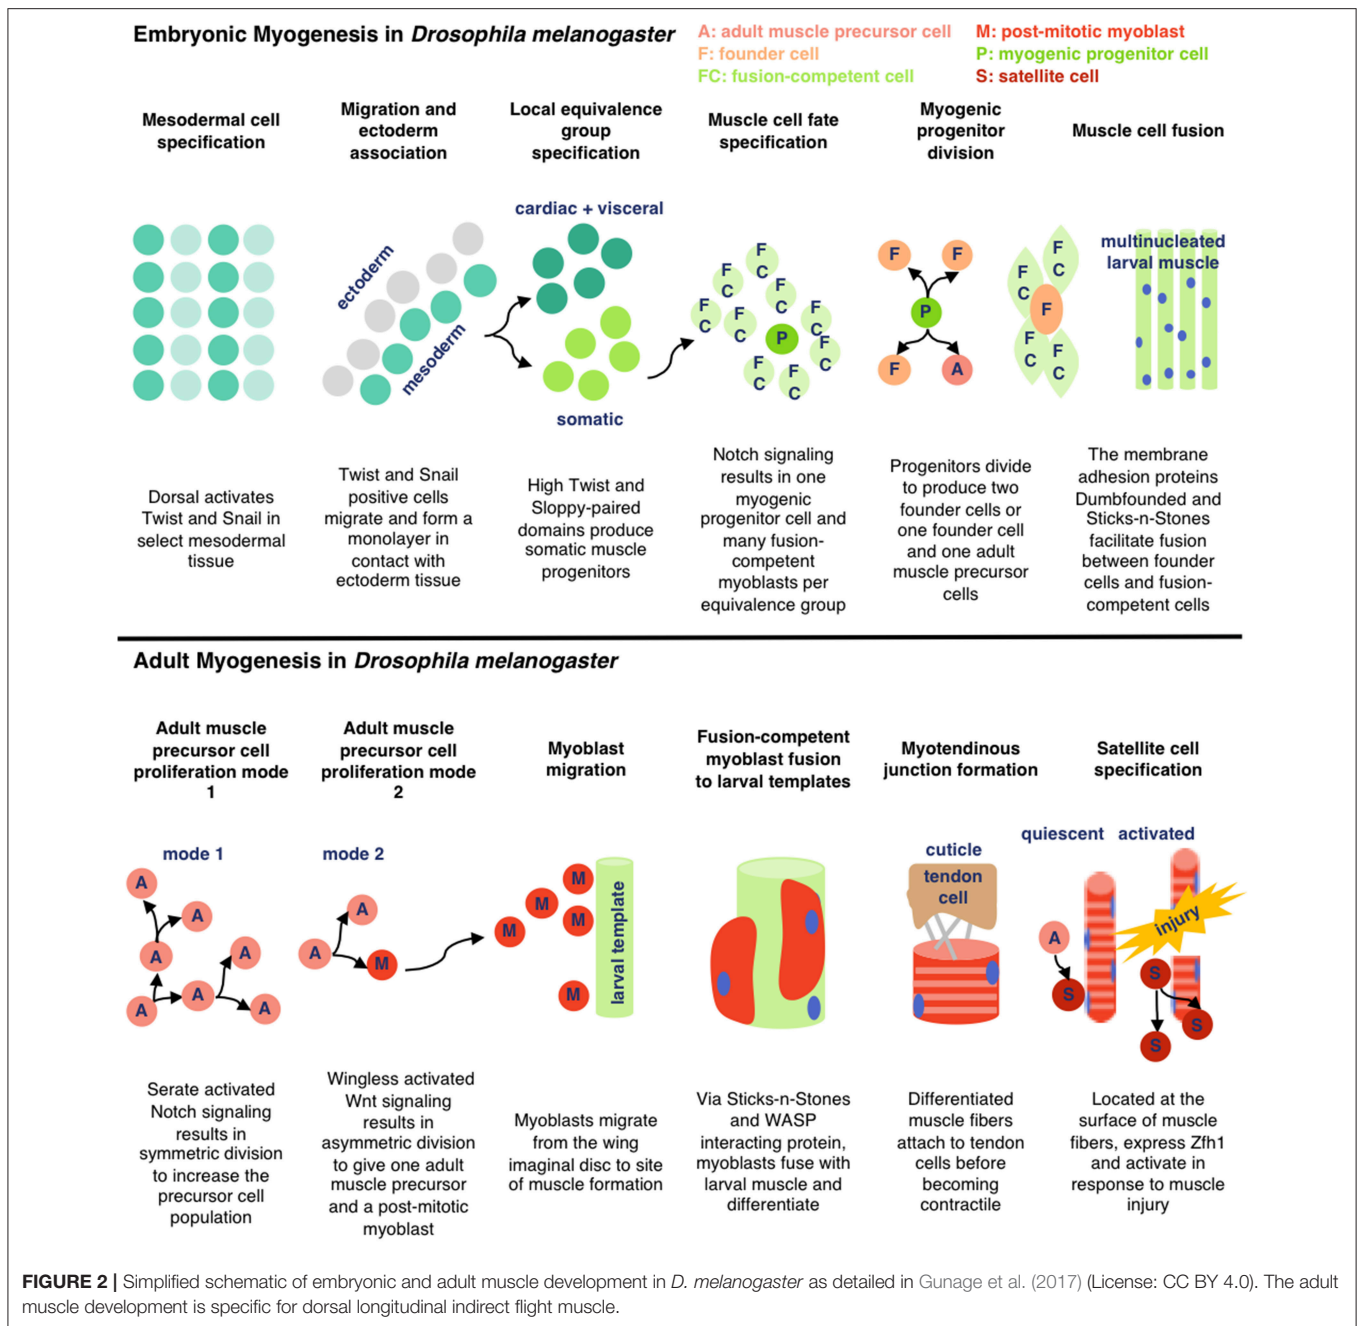 Embryonic Myogenesis in Drosophila melanogaster
A: adult muscle precursor cell
F: founder cell
FC: fusion-competent cell
M: post-mitotic myoblast
P: myogenic progenitor cell
S: satellite cell
Mesodermal cell
specification
Migration and
ectoderm
association
Local equivalence
group
specification
Muscle cell fate
specification
Myogenic
progenitor
division
Muscle cell fusion
ectoderm
mesoderm
cardiac + visceral
somatic
F
C
F
C
F
C
F
C
F
C
F
C
F
C
F
C
F
C
P
F
F
P
F
A
F
C
F
C
F
F
C
F
C
multinucleated
larval muscle
Dorsal activates
Twist and Snail in
select mesodermal
tissue
Twist and Snail
positive cells
migrate and form a
monolayer in
contact with
ectoderm tissue
High Twist and
Sloppy-paired
domains produce
somatic muscle
progenitors
Notch signaling
results in one
myogenic
progenitor cell and
many fusion-
competent
myoblasts per
equivalence group
Progenitors divide
to produce two
founder cells or
one founder cell
and one adult
muscle precursor
cells
The membrane
adhesion proteins
Dumbfounded and
Sticks-n-Stones
facilitate fusion
between founder
cells and fusion-
competent cells
Adult Myogenesis in Drosophila melanogaster
Adult muscle
precursor cell
proliferation mode
1
Adult muscle
precursor cell
proliferation mode
2
Myoblast
migration
Fusion-competent
myoblast fusion
to larval templates
Myotendinous
junction formation
Satellite cell
specification
mode 1
A
A
A
A
A
A
A
mode 2
A
A
M
M
M
M
M
M
larval template
cuticle
tendon
cell
quiescent
activated
A
S
injury
S
S
S
Serate activated
Notch signaling
results in
symmetric division
to increase the
precursor cell
population
Wingless activated
Wnt signaling
results in
asymmetric division
to give one adult
muscle precursor
and a post-mitotic
myoblast
Myoblasts migrate
from the wing
imaginal disc to site
of muscle formation
Via Sticks-n-Stones
and WASP
interacting protein,
myoblasts fuse with
larval muscle and
differentiate
Differentiated
muscle fibers
attach to tendon
cells before
becoming
contractile
Located at the
surface of muscle
fibers, express Zfh1
and activate in
response to muscle
injury
FIGURE 2 | Simplified schematic of embryonic and adult muscle development in D. melanogaster as detailed in Gunage et al. (2017) (License: CC BY 4.0). The adult
muscle development is specific for dorsal longitudinal indirect flight muscle.